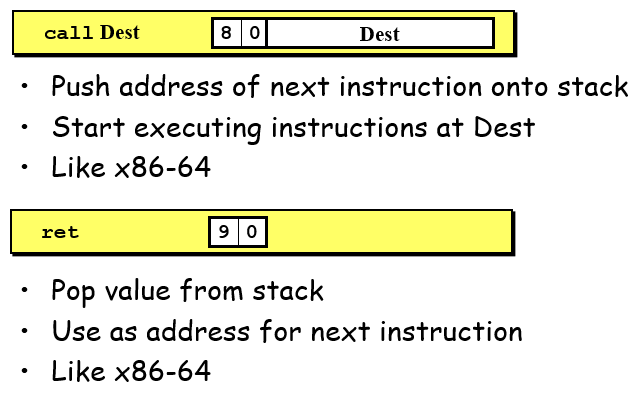 call Dest 8 0 Dest
• Push address of next instruction onto stack
• Start executing instructions at Dest
• Like x86-64
ret 9 0
• Pop value from stack
• Use as address for next instruction
• Like x86-64